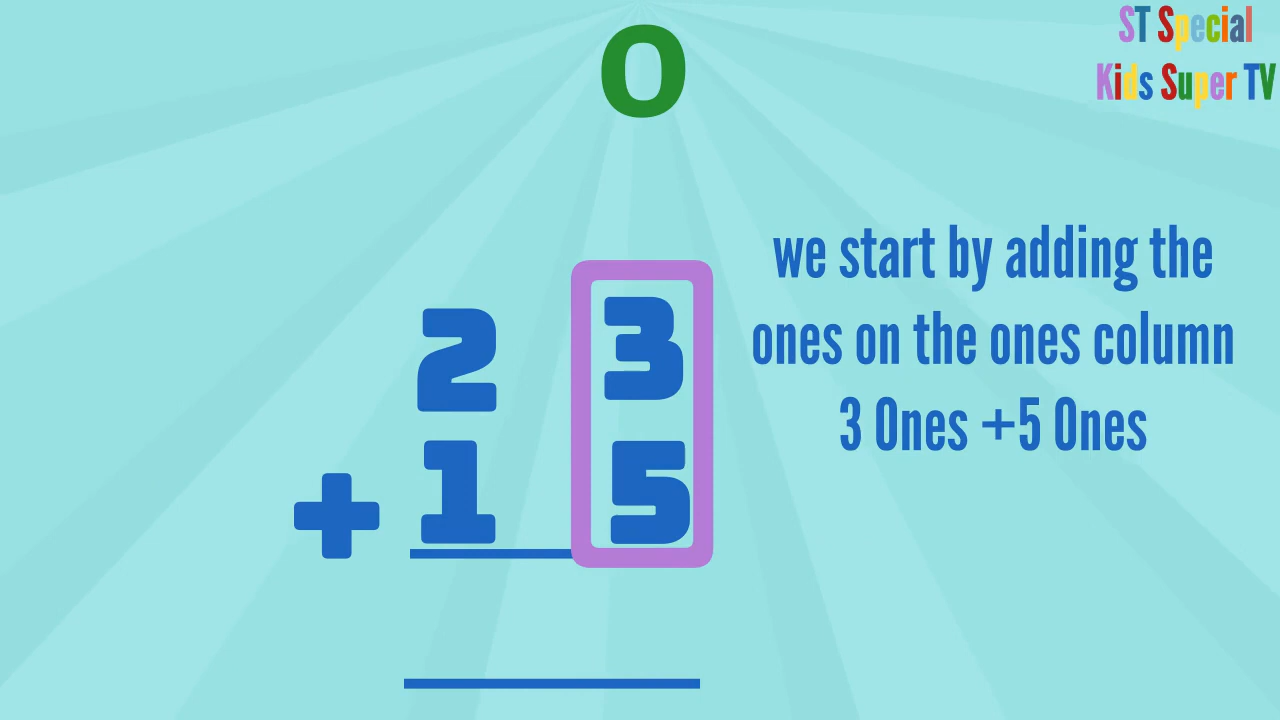 O
ST Special
Kids Super TV
we start by adding the
ones on the ones column
3 Ones +5 Ones
2 3
+ 1 5